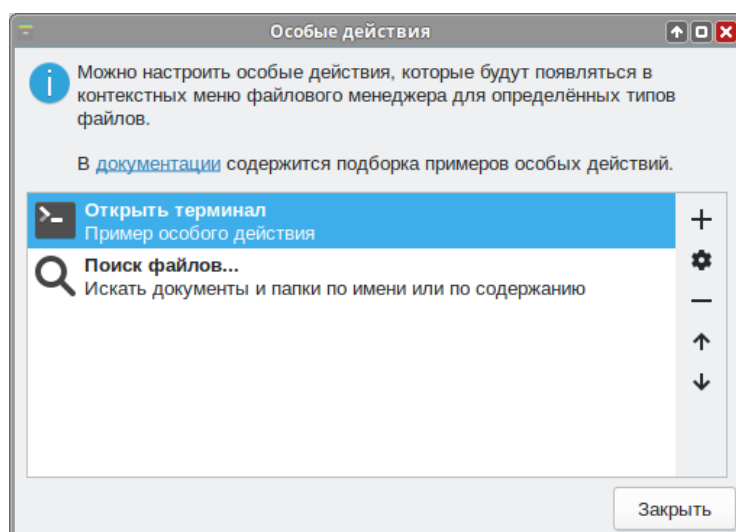 Особые действия
Можно настроить особые действия, которые будут появляться в
контекстных меню файлового менеджера для определённых типов
файлов.
В документации содержится подборка примеров особых действий.
Открыть терминал
Пример особого действия
Поиск файлов...
Искать документы и папки по имени или по содержанию
Закрыть